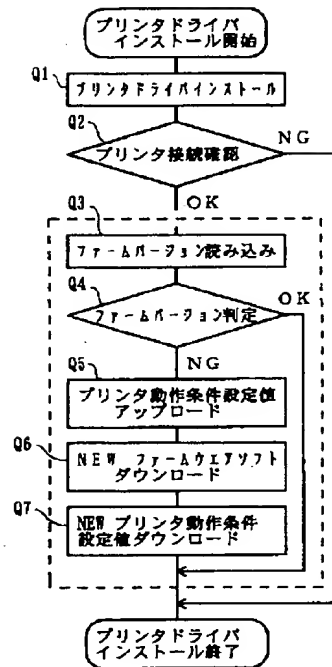 プリンタドライバ
インストール開始
Q1
プリンタドライバインストール
Q2
プリンタ接続確認
NG
OK
Q3
ファームバージョン読み込み
Q4
ファームバージョン判定
OK
NG
Q5
プリンタ動作条件設定値
アップロード
Q6
NEW ファームウエアソフト
ダウンロード
Q7
NEW プリンタ動作条件
設定値ダウンロード
プリンタドライバ
インストール終了